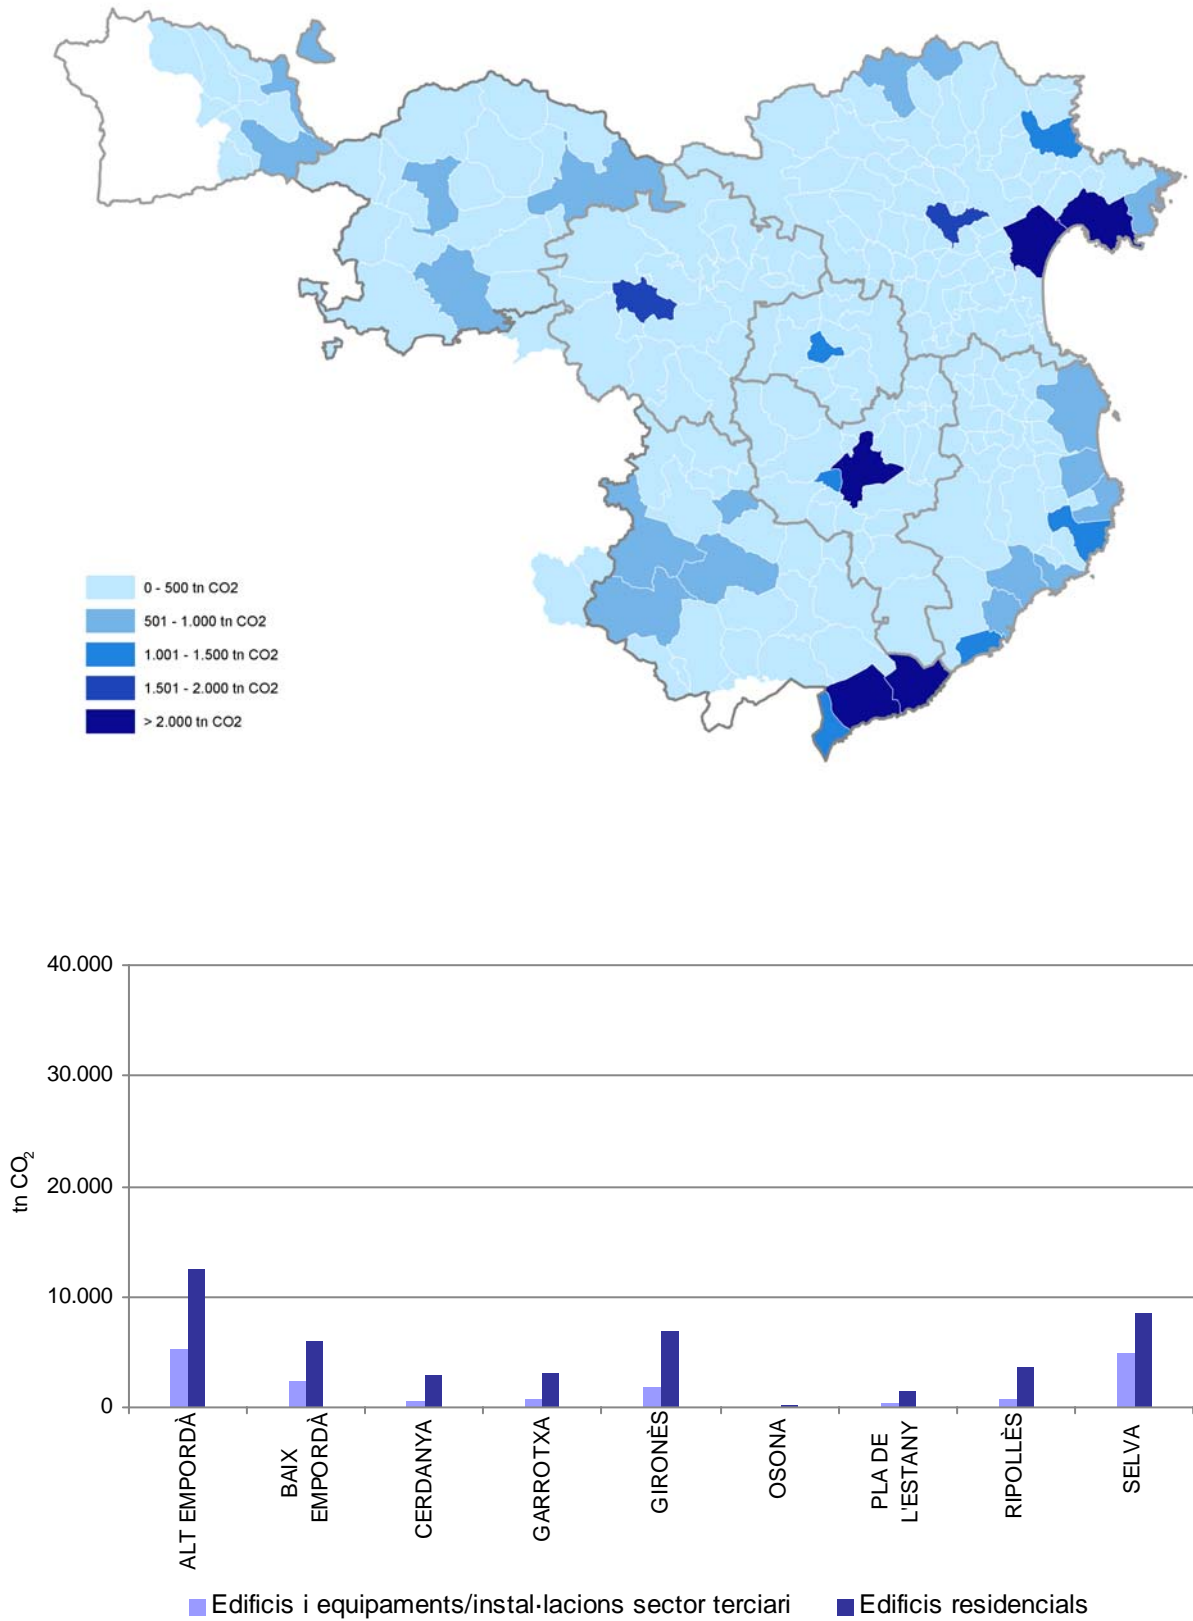 0 - 500 tn CO2
501 - 1.000 tn CO2
1.001 - 1.500 tn CO2
1.501 - 2.000 tn CO2
> 2.000 tn CO2
40.000
30.000
20.000
10.000
0
tn CO₂
ALT EMPORDÀ
BAIX
EMPORDÀ
CERDANYA
GARROTXA
GIRONÈS
OSONA
PLA DE
L'ESTANY
RIPOLLÈS
SELVA
Edificis i equipaments/instal·lacions sector terciari
Edificis residencials